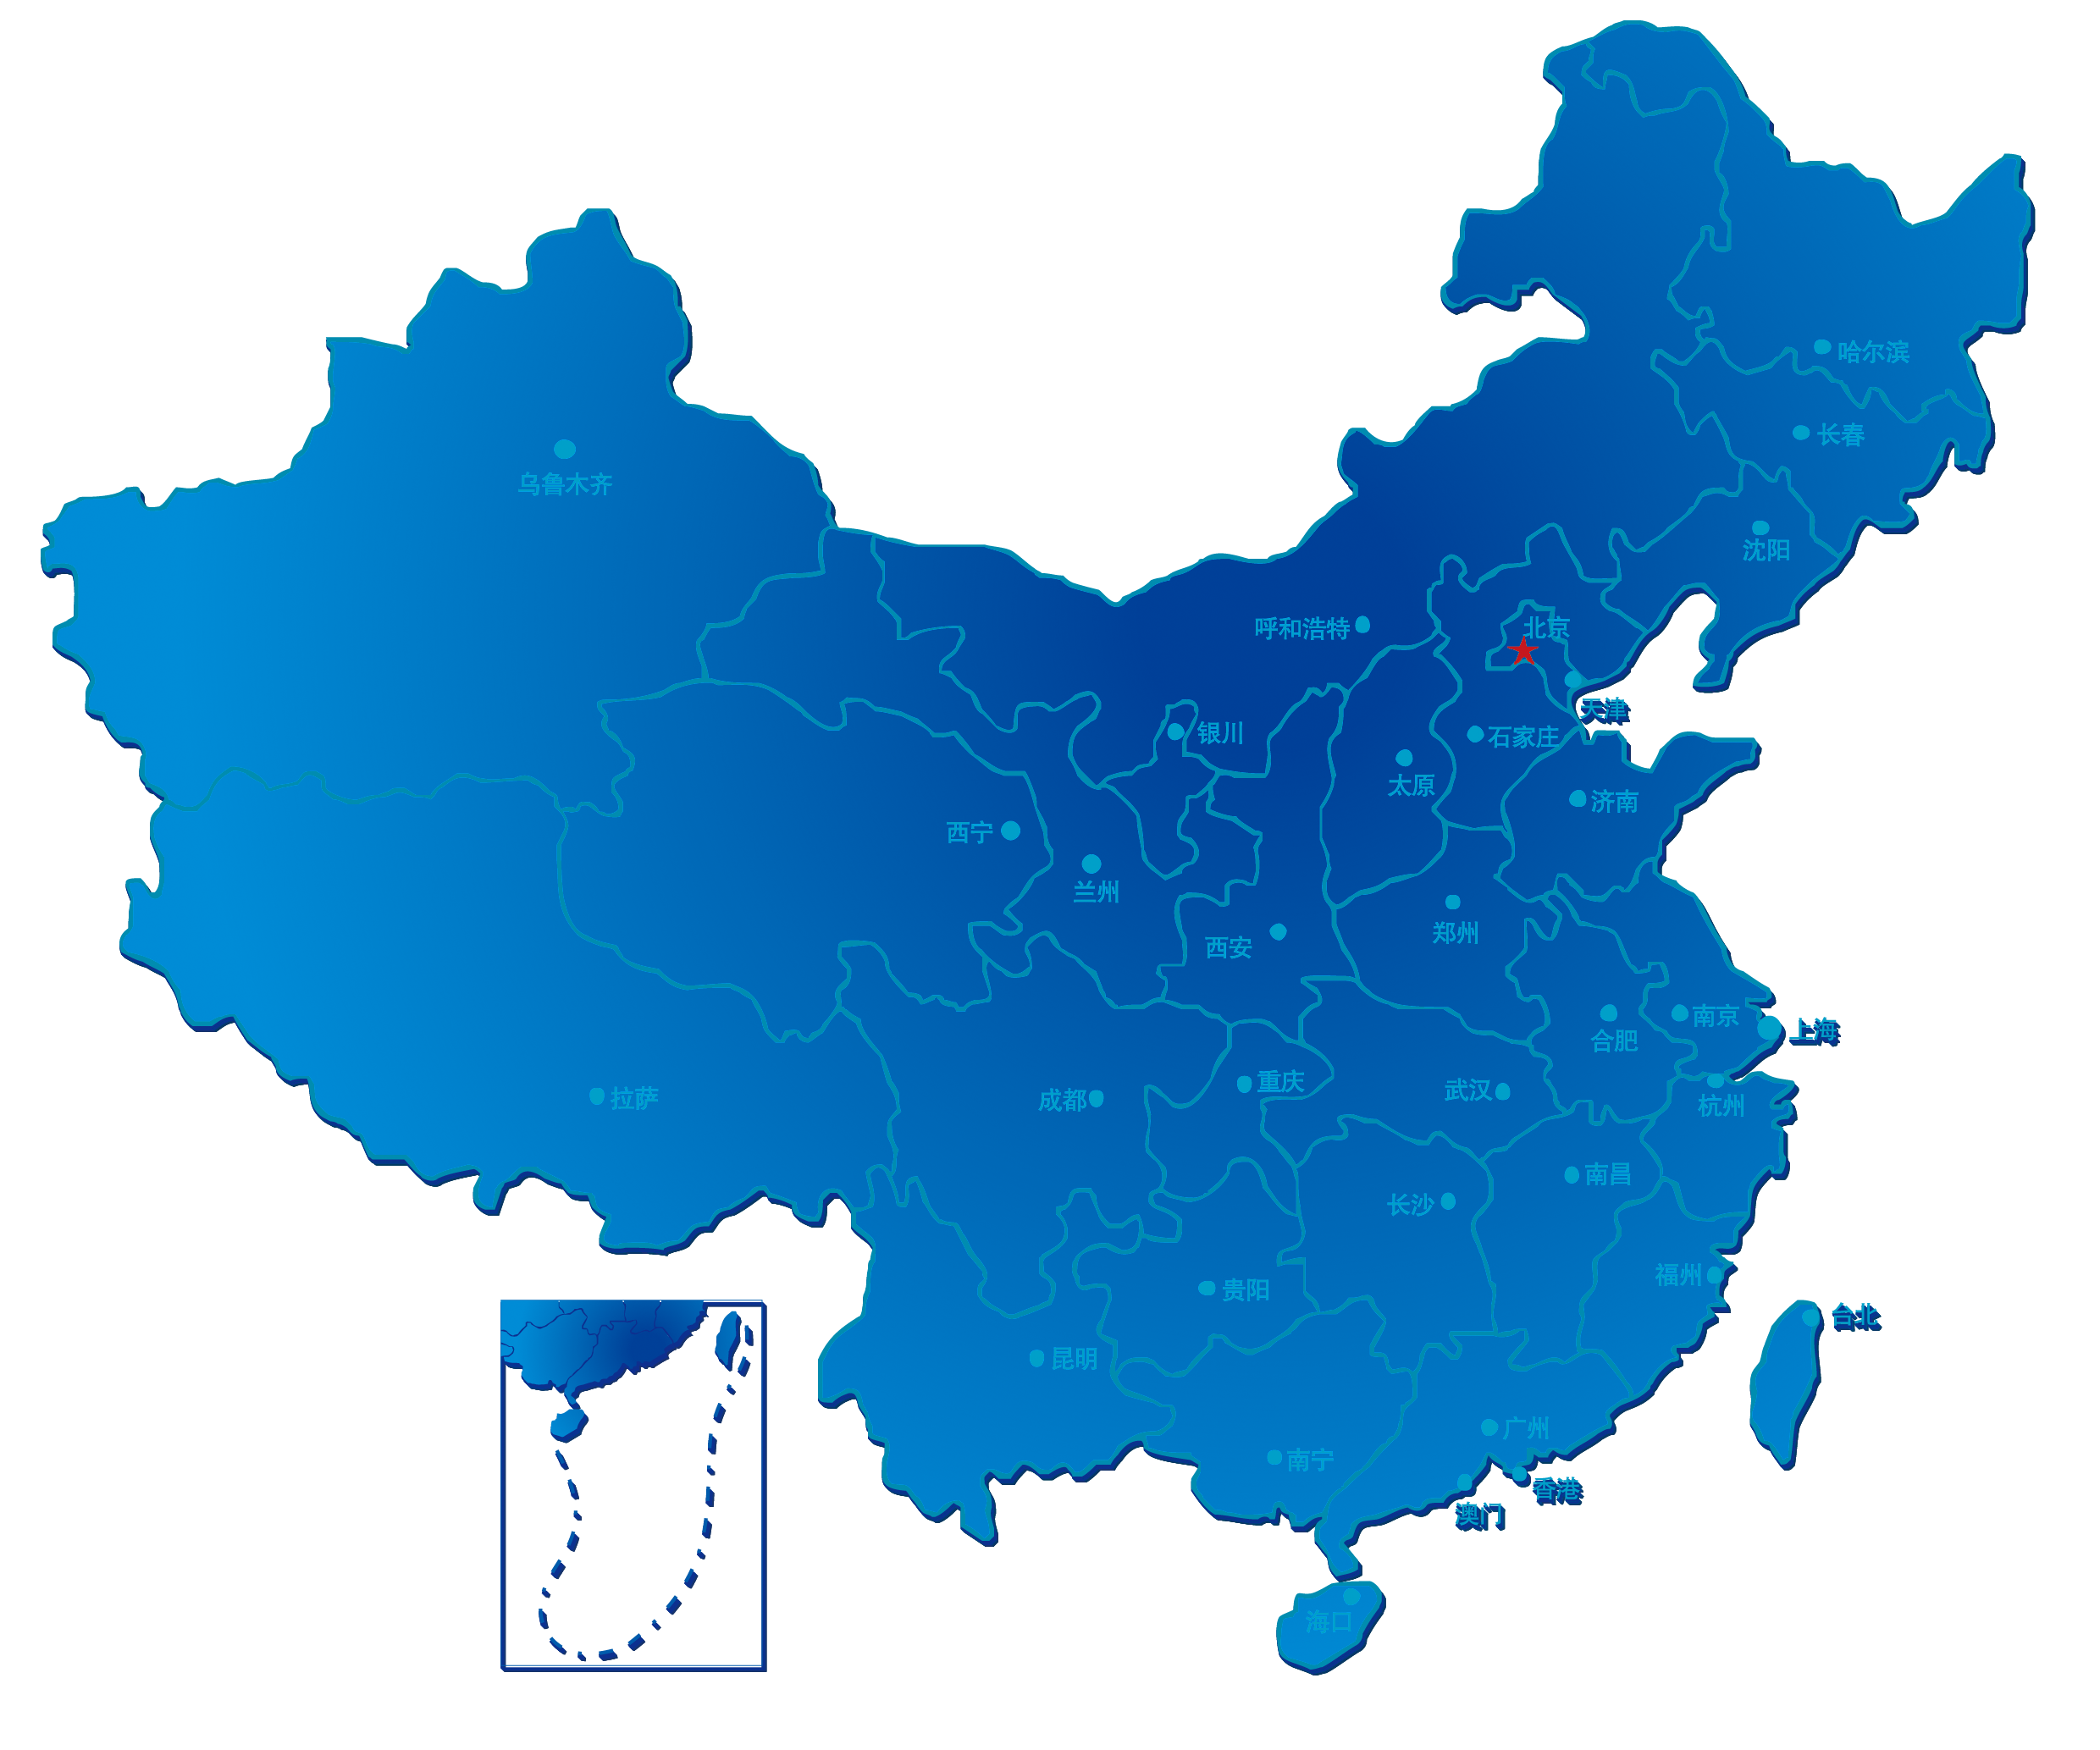 哈尔滨
长春
乌鲁木齐
沈阳
呼和浩特
北京
天津
银川
石家庄
太原
济南
西宁
兰州
郑州
西安
南京
上海
合肥
重庆
武汉
成都
拉萨
杭州
南昌
长沙
福州
贵阳
台北
昆明
广州
南宁
香港
澳门
海口